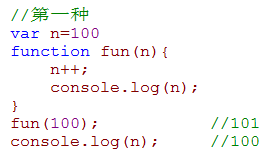 //第一种
var n=100
function fun(n){
    n++;
    console.log(n);
}
fun(100);             //101
console.log(n);       //100